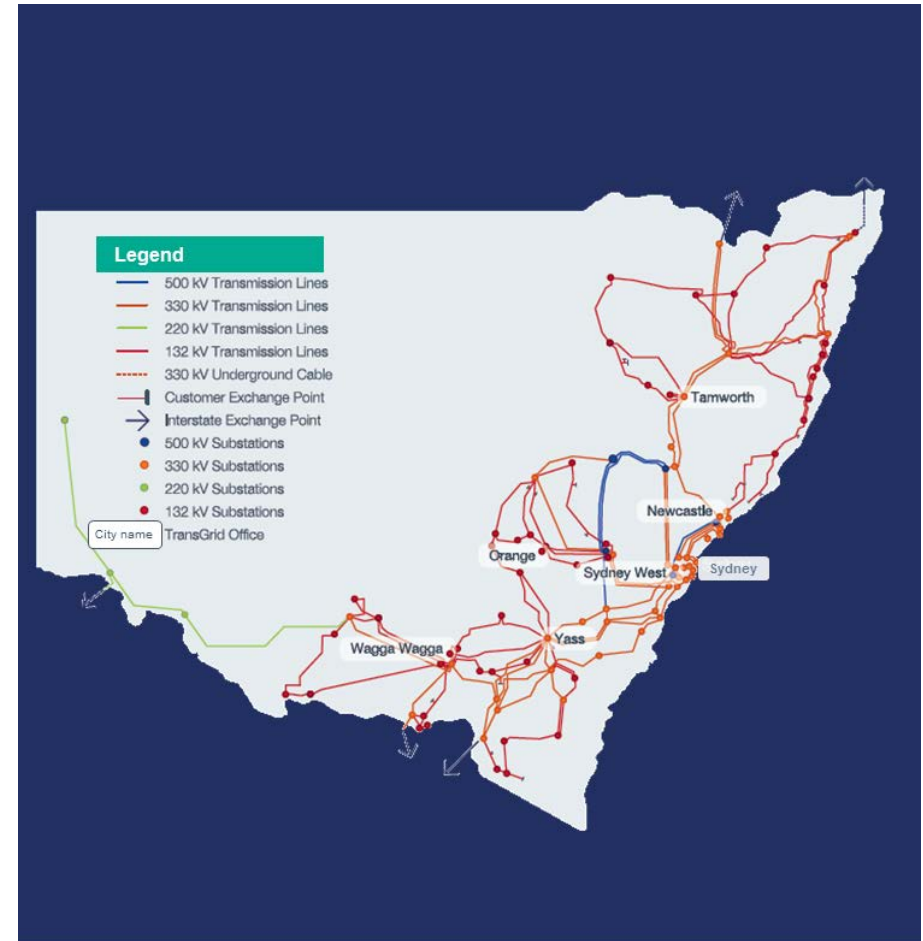 Legend
500 kV Transmission Lines
330 kV Transmission Lines
220 kV Transmission Lines
132 kV Transmission Lines
330 kV Underground Cable
Customer Exchange Point
Interstate Exchange Point
500 kV Substations
330 kV Substations
220 kV Substations
132 kV Substations
City name TransGrid Office
Tamworth
Newcastle
Orange
Sydney West
Sydney
Yass
Wagga Wagga